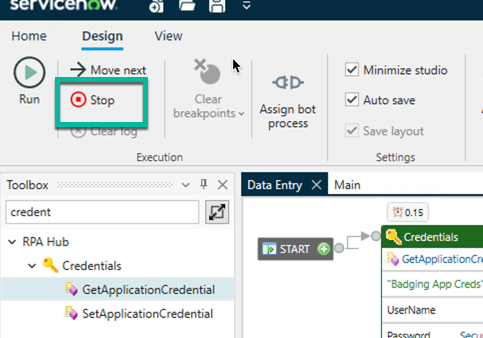 servicenow
Home Design View
Run
Move next
Stop
Clear log
Clear
breakpoints
Assign bot
process
Minimize studio
Auto save
Save layout
Execution
Settings
Toolbox
credent
RPA Hub
Credentials
GetApplicationCredential
SetApplicationCredential
Data Entry Main
0.15
START
Credentials
GetApplicationCre
"Badging App Creds"
UserName
Password Secu